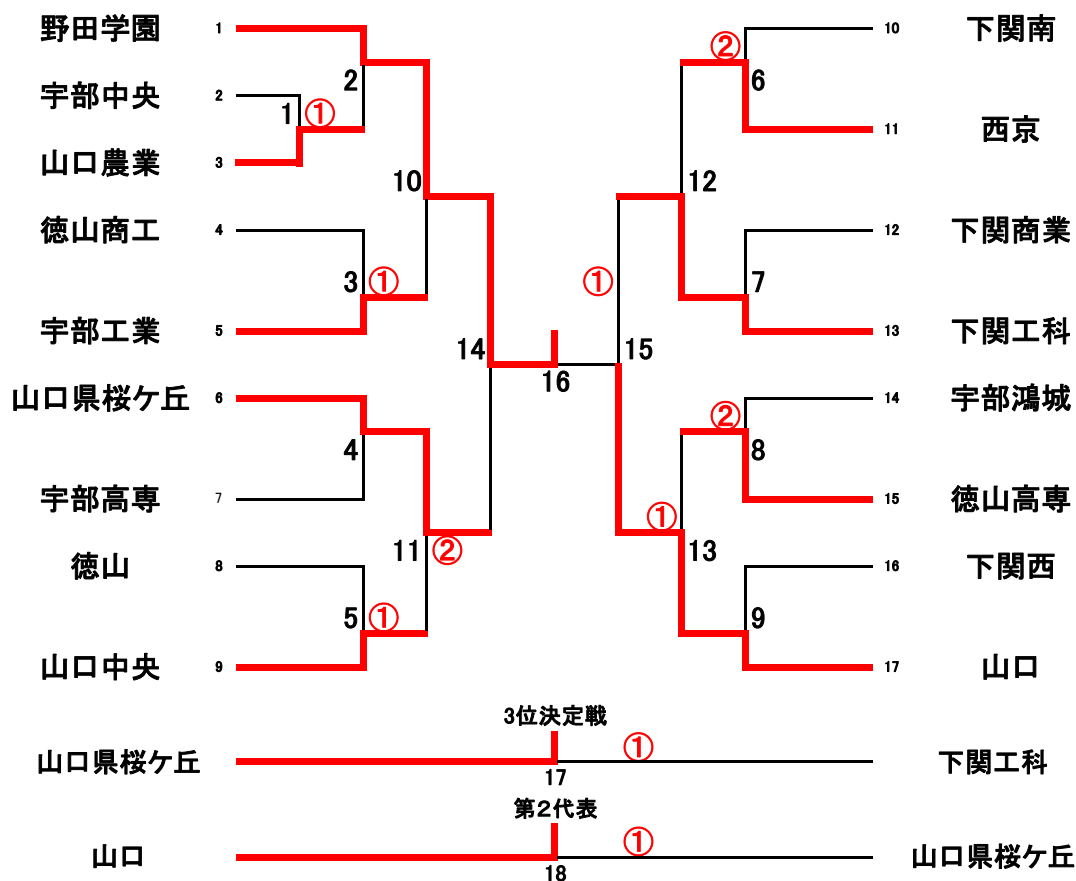 野田学園 1
宇部中央 2
山口農業 3
徳山商工 4
宇部工業 5
山口県桜ケ丘 6
宇部高専 7
徳山 8
山口中央 9
1 ①
2
3 ①
4
5 ①
10
11 ②
14
16
15 ①
12
13 ①
② 6
7
② 8
9
10 下関南
11 西京
12 下関商業
13 下関工科
14 宇部鴻城
15 徳山高専
16 下関西
17 山口
3位決定戦
山口県桜ケ丘 17 ① 下関工科
第2代表
山口 18 ① 山口県桜ケ丘